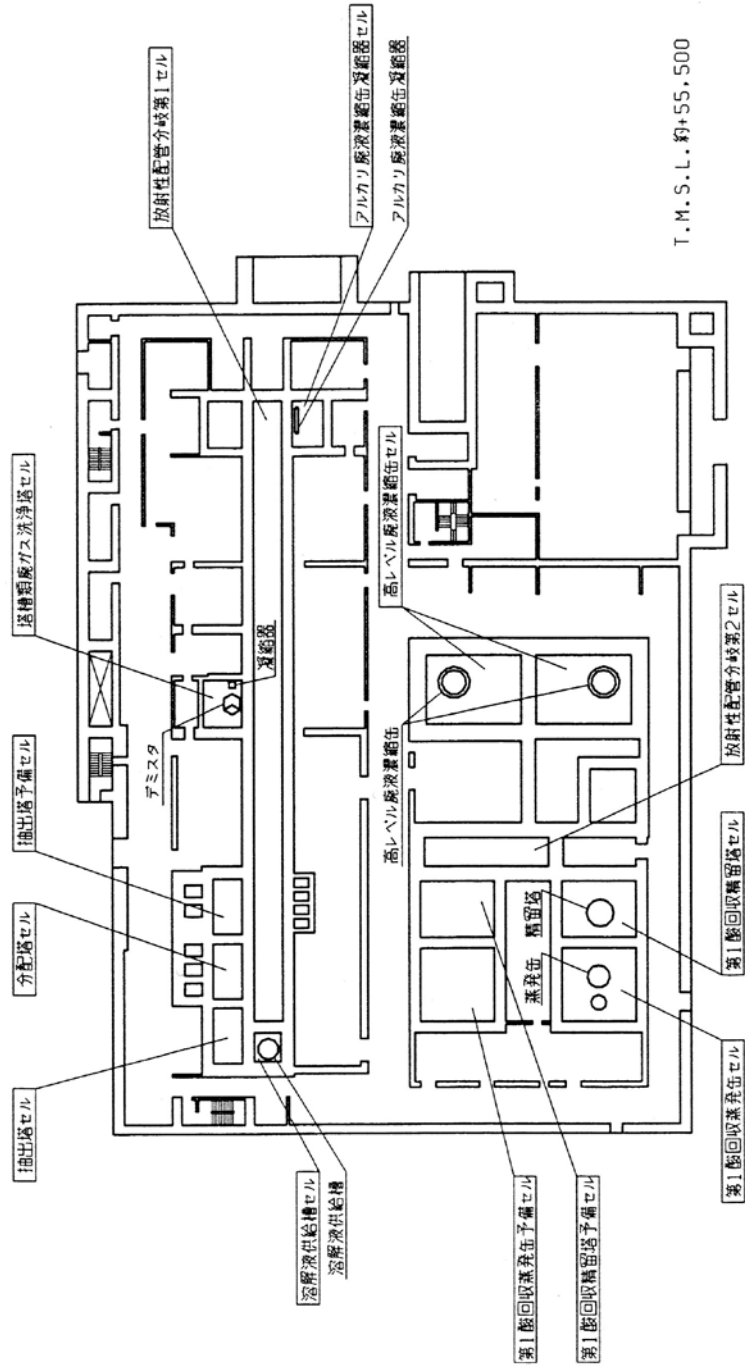 抽出塔セル
分配塔セル
抽出塔予備セル
塔槽類廃ガス洗浄塔セル
放射性配管分岐第1セル
アルカリ廃液濃縮缶凝縮器セル
アルカリ廃液濃縮缶凝縮器
デミスタ
凝縮器
溶解液供給槽セル
溶解液供給槽
高レベル廃液濃縮缶セル
高レベル廃液濃縮缶
蒸発缶
精留塔
第1酸回収蒸発缶予備セル
第1酸回収精留塔予備セル
第1酸回収蒸発缶セル
第1酸回収精留塔セル
放射性配管分岐第2セル
T.M.S.L.約+55,500